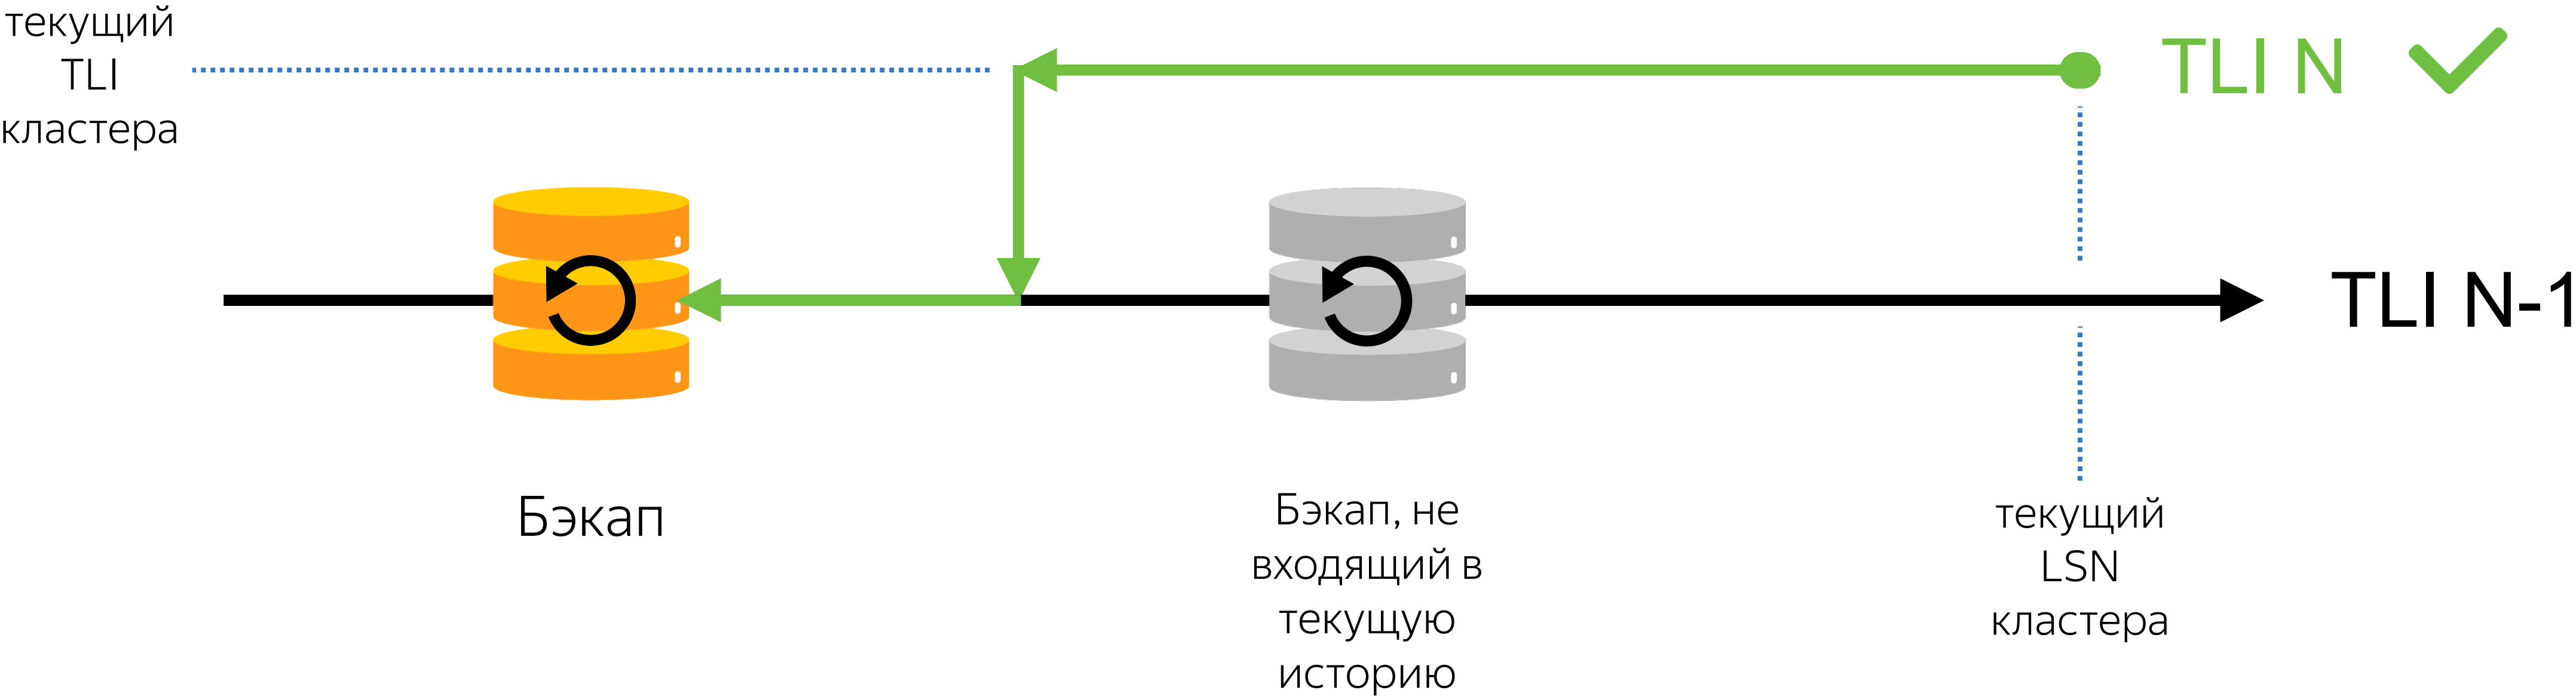 текущий
TLI
кластера
TLI N
TLI N-1
Бэкап
Бэкап, не
входящий в
текущую
историю
текущий
LSN
кластера